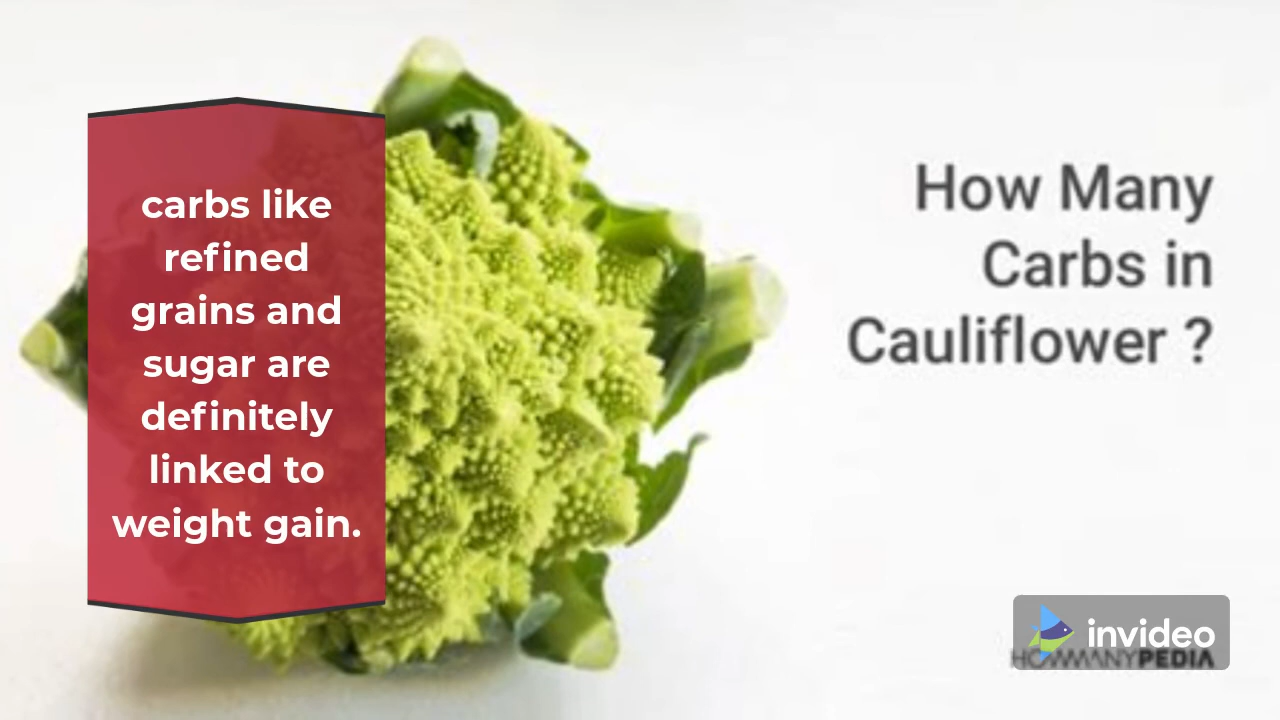 carbs like
refined
grains and
sugar are
definitely
linked to
weight gain.
How Many
Carbs in
Cauliflower ?
invideo
HOWMANYPEDIA